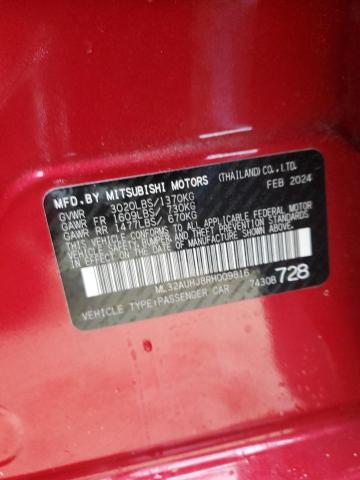 MFD.BY MITSUBISHI MOTORS (THAILAND) CO., LTD.
FEB 2024
GVWR 3020LBS/1370KG
GAWR FR 1609LBS/ 730KG
GAWR RR 1477LBS/ 670KG
THIS VEHICLE CONFORMS TO ALL APPLICABLE FEDERAL MOTOR
VEHICLE SAFETY, BUMPER AND THEFT PREVENTION STANDARDS
IN EFFECT ON THE DATE OF MANUFACTURE SHOWN ABOVE.
ML32AUHJ8RH009816
VEHICLE TYPE:PASSENGER CAR 7430B 728